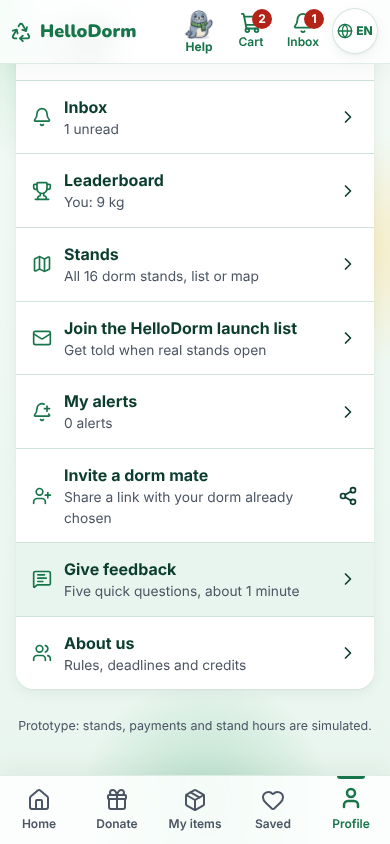 HelloDorm
Help
2
Cart
1
Inbox
EN
Inbox
1 unread
Leaderboard
You: 9 kg
Stands
All 16 dorm stands, list or map
Join the HelloDorm launch list
Get told when real stands open
My alerts
0 alerts
Invite a dorm mate
Share a link with your dorm already
chosen
Give feedback
Five quick questions, about 1 minute
About us
Rules, deadlines and credits
Prototype: stands, payments and stand hours are simulated.
Home
Donate
My items
Saved
Profile